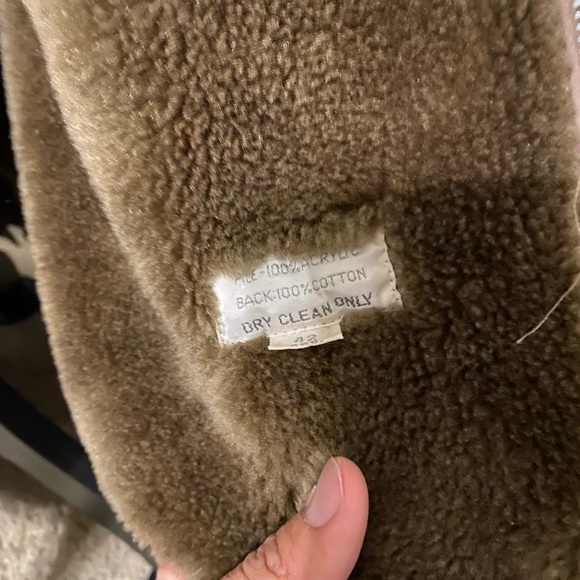 100% ACRYLIC
BACK:100% COTTON
DRY CLEAN ONLY
42